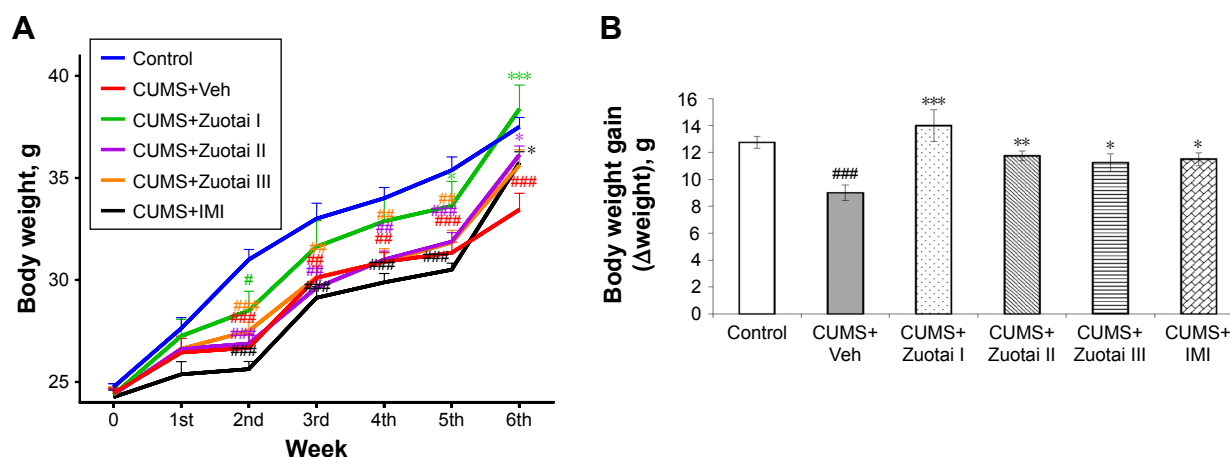 A
Control
CUMS+Veh
CUMS+Zuotai I
CUMS+Zuotai II
CUMS+Zuotai III
CUMS+IMI
Body weight, g
40
35
30
25
***
*
*
###
*
##
###
###
###
##
##
##
###
##
##
##
###
#
###
###
###
###
0 1st 2nd 3rd 4th 5th 6th
Week
B
Body weight gain
(Δweight), g
16
14
12
10
8
6
4
2
0
###
***
**
*
*
Control
CUMS+
Veh
CUMS+
Zuotai I
CUMS+
Zuotai II
CUMS+
Zuotai III
CUMS+
IMI